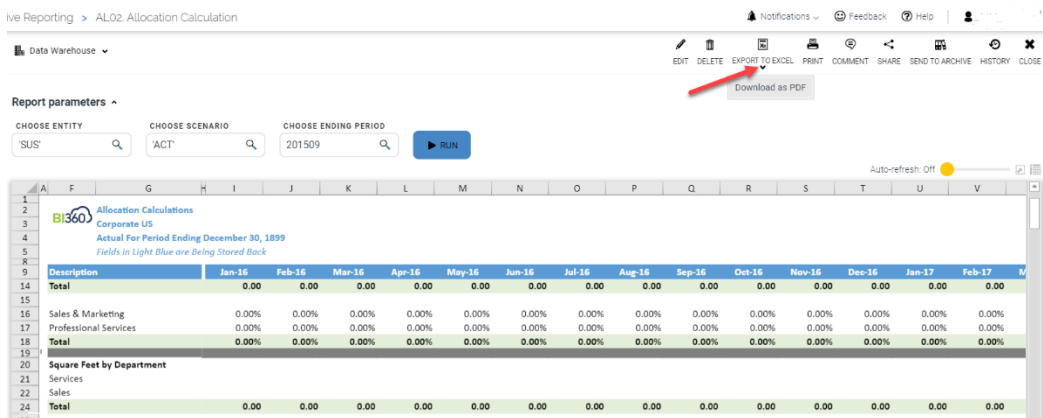 ive Reporting > AL02. Allocation Calculation Notifications Feedback Help
Data Warehouse
EDIT DELETE EXPORT TO EXCEL PRINT COMMENT SHARE SEND TO ARCHIVE HISTORY CLOSE
Download as PDF
Report parameters
CHOOSE ENTITY CHOOSE SCENARIO CHOOSE ENDING PERIOD
'SUS' 'ACT' 201509 RUN
Auto-refresh: Off
A F G H I J K L M N O P Q R S T U V
1
2 BI360 Allocation Calculations
3 Corporate US
4 Actual For Period Ending December 30, 1899
5 Fields in Light Blue are Being Stored Back
8
9 Description Jan-16 Feb-16 Mar-16 Apr-16 May-16 Jun-16 Jul-16 Aug-16 Sep-16 Oct-16 Nov-16 Dec-16 Jan-17 Feb-17 M
14 Total 0.00 0.00 0.00 0.00 0.00 0.00 0.00 0.00 0.00 0.00 0.00 0.00 0.00 0.00
15
16 Sales & Marketing 0.00% 0.00% 0.00% 0.00% 0.00% 0.00% 0.00% 0.00% 0.00% 0.00% 0.00% 0.00% 0.00% 0.00%
17 Professional Services 0.00% 0.00% 0.00% 0.00% 0.00% 0.00% 0.00% 0.00% 0.00% 0.00% 0.00% 0.00% 0.00% 0.00%
18 Total 0.00% 0.00% 0.00% 0.00% 0.00% 0.00% 0.00% 0.00% 0.00% 0.00% 0.00% 0.00% 0.00% 0.00%
19
20 Square Feet by Department
21 Services
22 Sales
24 Total 0.00 0.00 0.00 0.00 0.00 0.00 0.00 0.00 0.00 0.00 0.00 0.00 0.00 0.00